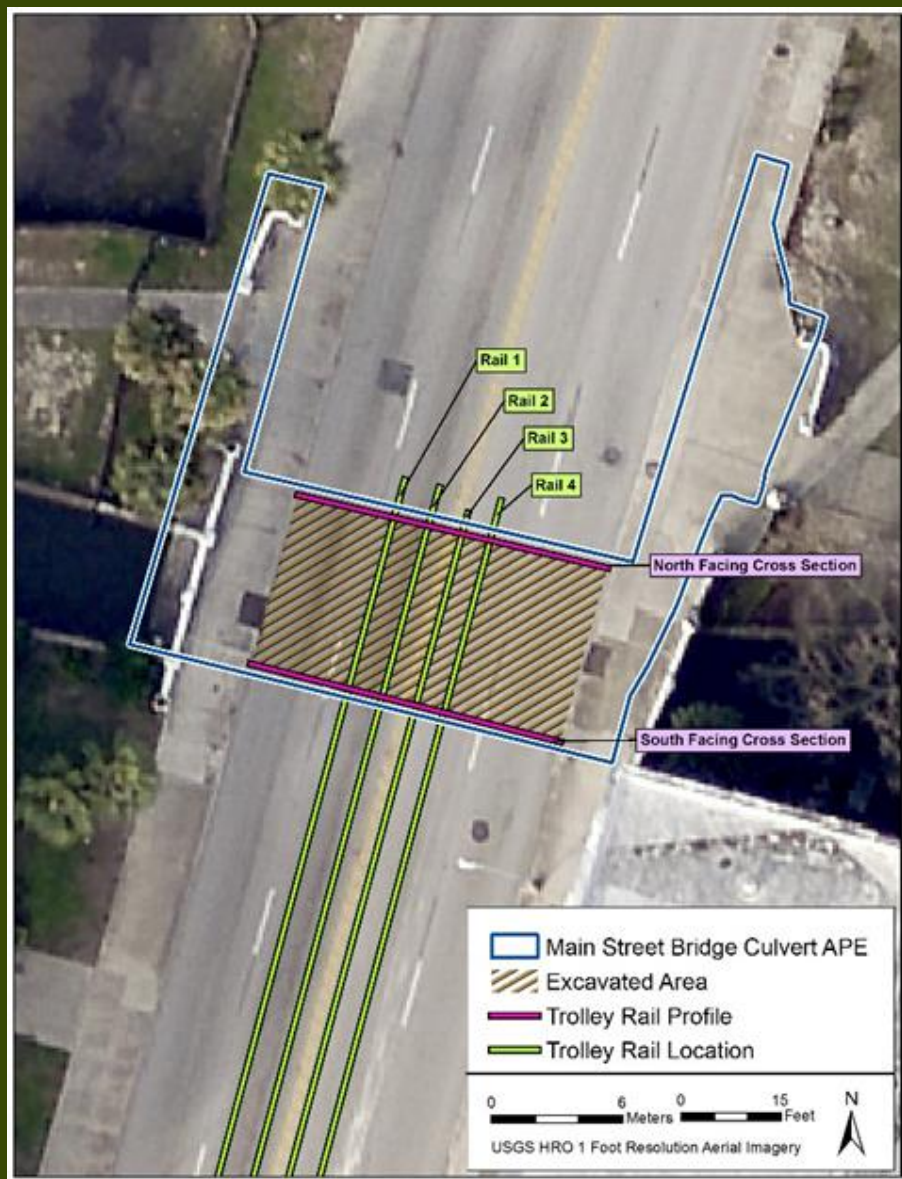 Rail 1
Rail 2
Rail 3
Rail 4
North Facing Cross Section
South Facing Cross Section
Main Street Bridge Culvert APE
Excavated Area
Trolley Rail Profile
Trolley Rail Location
0 6 Meters 0 15 Feet
N
USGS HRO 1 Foot Resolution Aerial Imagery